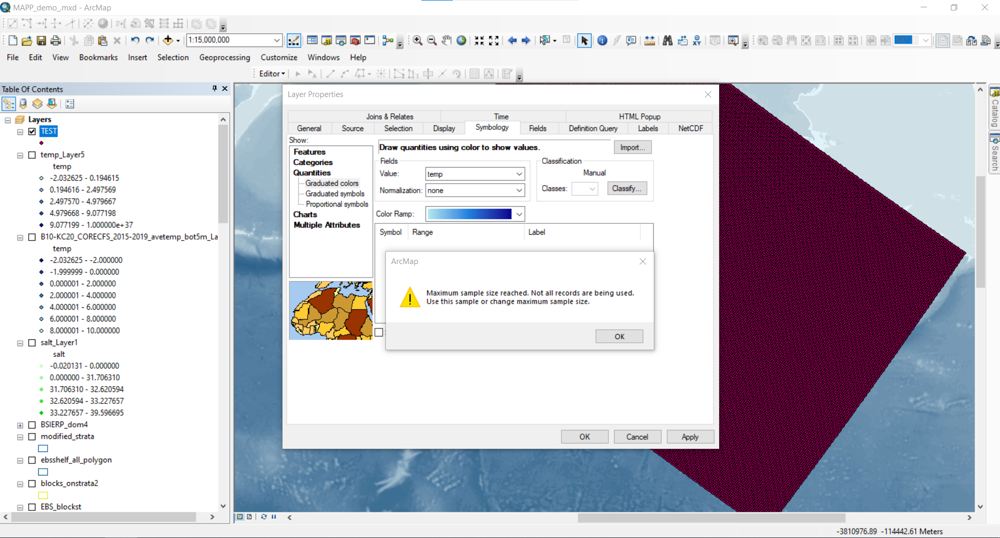 MAPP_demo_.mxd - ArcMap
1:15,000,000
100%
File Edit View Bookmarks Insert Selection Geoprocessing Customize Windows Help
Editor
Table Of Contents
Layers
TEST
temp_Layer5
temp
-2.032625 - 0.194615
0.194616 - 2.497569
2.497570 - 4.979667
4.979668 - 9.077198
9.077199 - 1.000000e+37
B10-KC20_CORECFS_2015-2019_avetemp_bot5m_La
temp
-2.032625 - -2.000000
-1.999999 - 0.000000
0.000001 - 2.000000
2.000001 - 4.000000
4.000001 - 6.000000
6.000001 - 8.000000
8.000001 - 10.000000
salt_Layer1
salt
-0.020131 - 0.000000
0.000000 - 31.706310
31.706310 - 32.620594
32.620594 - 33.227657
33.227657 - 39.596695
BSIERP_dom4
modified_strata
ebsshelf_all_polygon
blocks_onstrata2
EBS_blockst
Layer Properties
Joins & Relates Time HTML Popup
General Source Selection Display Symbology Fields Definition Query Labels NetCDF
Show:
Features
Categories
Quantities
Graduated colors
Graduated symbols
Proportional symbols
Charts
Multiple Attributes
Draw quantities using color to show values.
Import...
Fields
Value: temp
Normalization: none
Classification
Manual
Classes: Classify...
Color Ramp:
Symbol Range Label
ArcMap
Maximum sample size reached. Not all records are being used.
Use this sample or change maximum sample size.
OK
OK Cancel Apply
Catalog
Search
-3810976.89 -114442.61 Meters